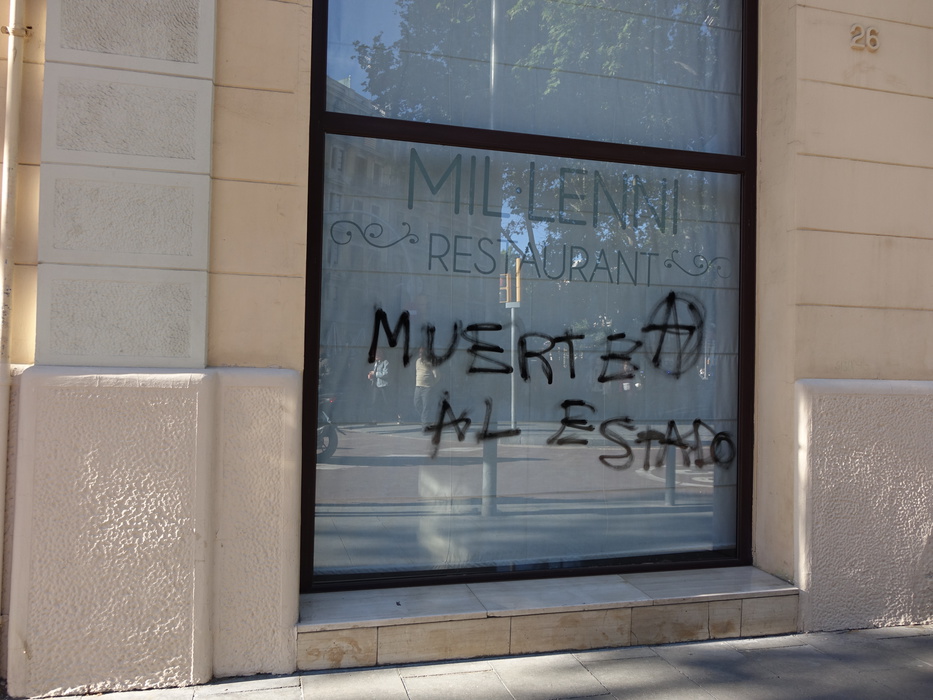 26
MIL·LENNI
RESTAURANT
MUERTE A
AL ESTADO